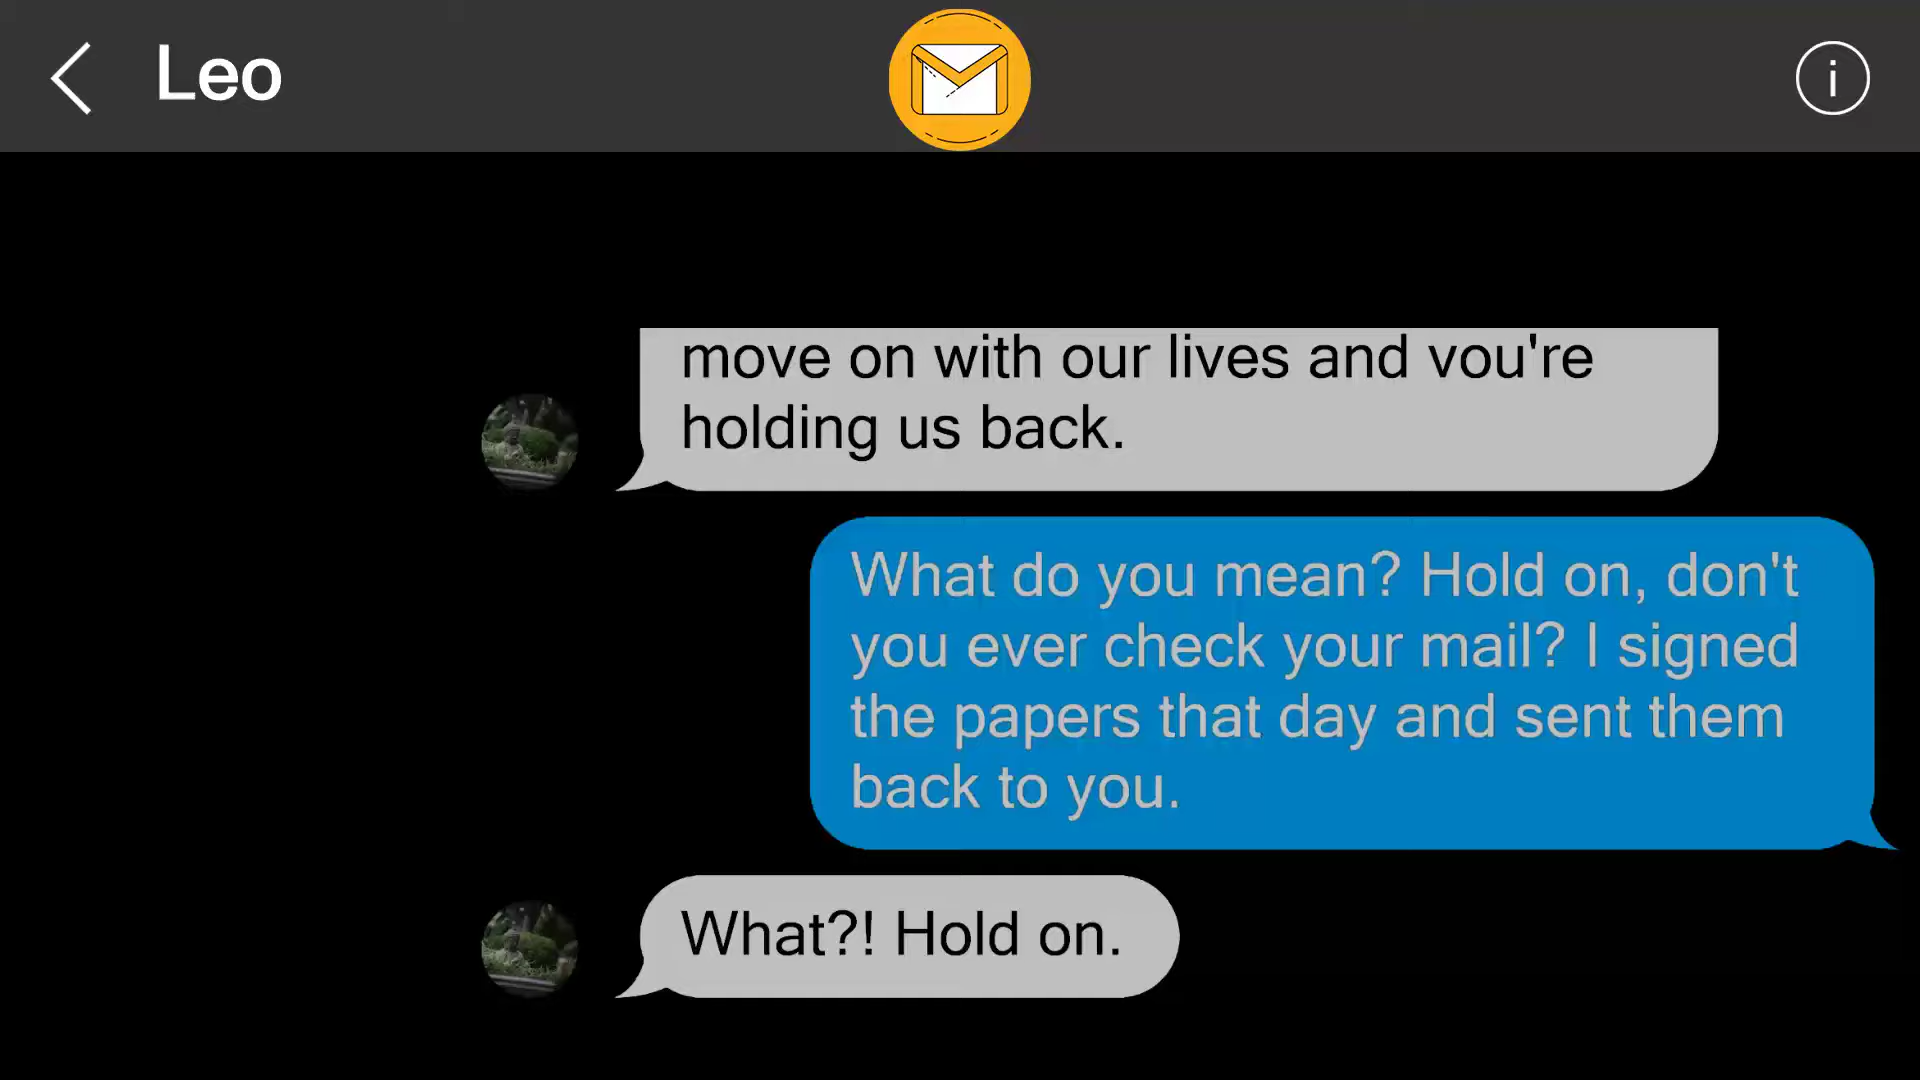 Leo
i
move on with our lives and you're
holding us back.
What do you mean? Hold on, don't
you ever check your mail? I signed
the papers that day and sent them
back to you.
What?! Hold on.